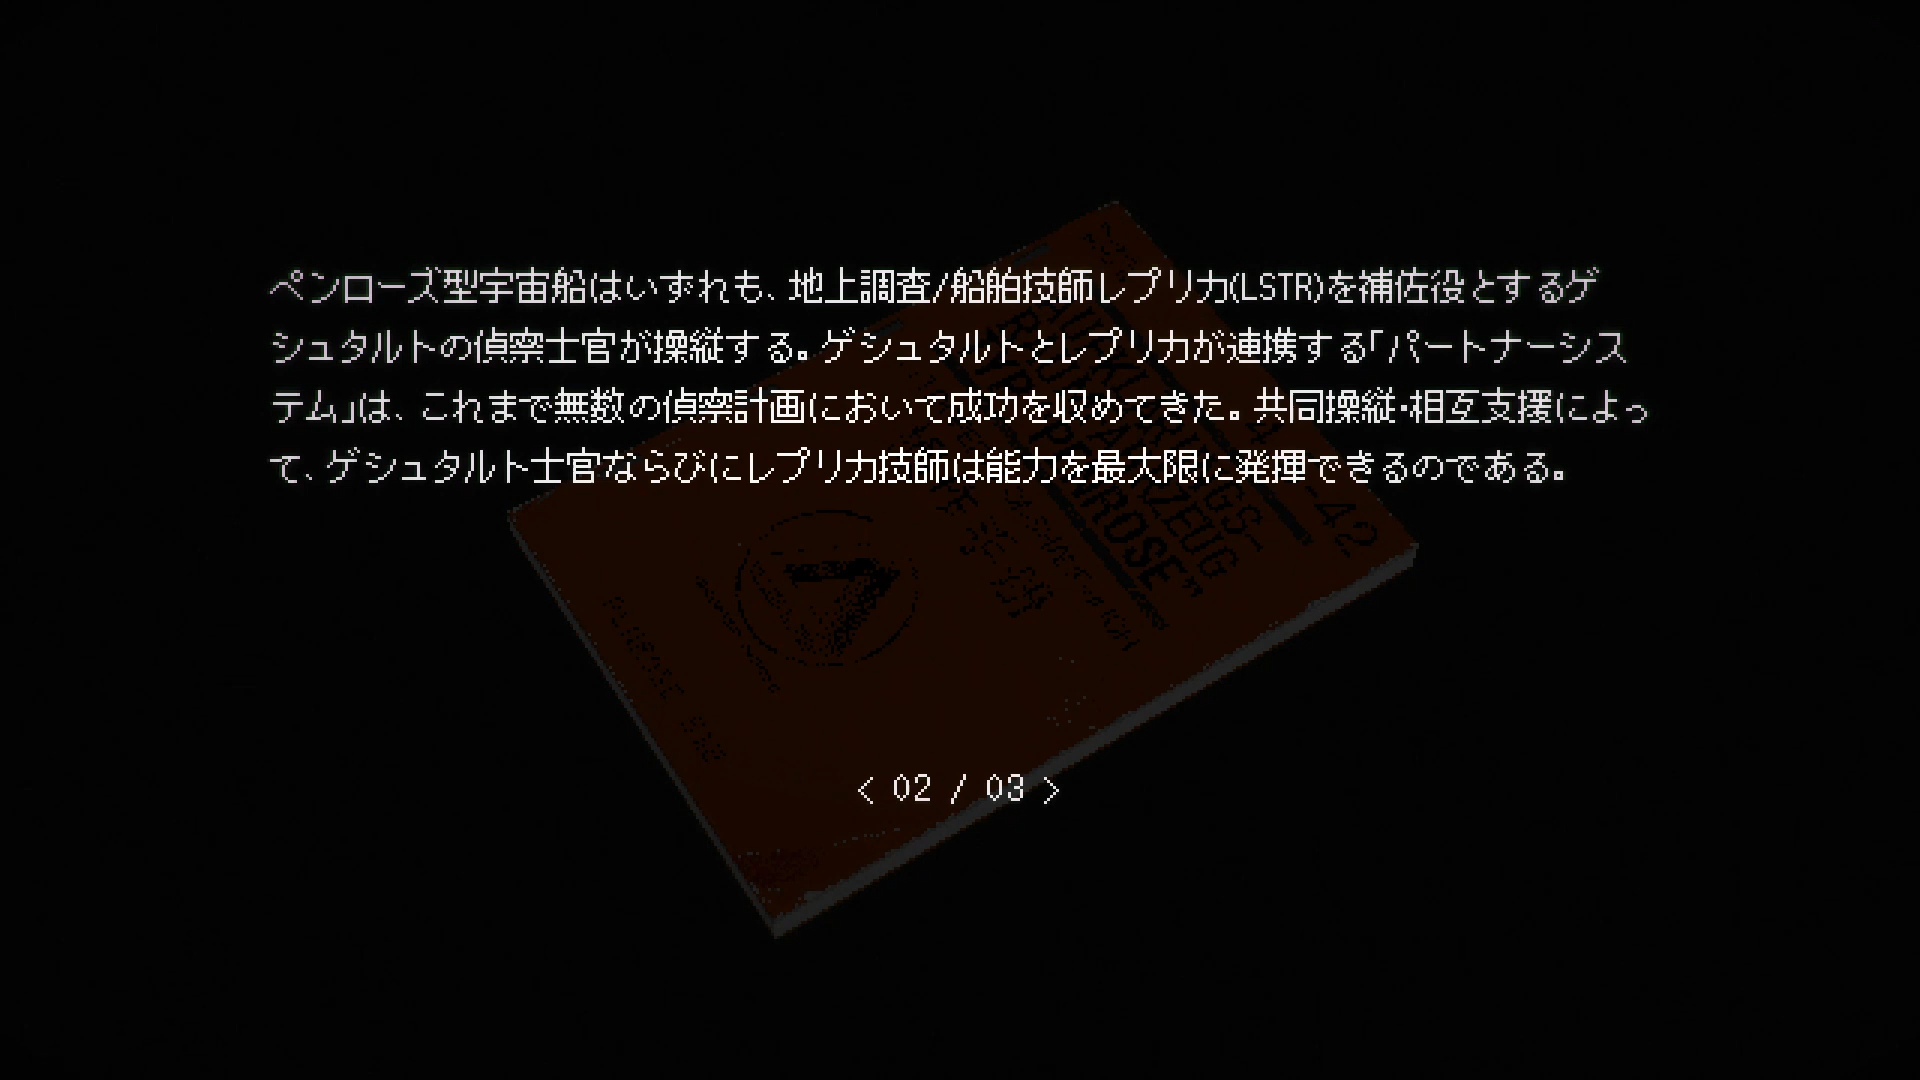 ペンローズ型宇宙船はいずれも、地上調査/船舶技師レプリカ(LSTR)を補佐役とするゲ
シュタルトの偵察士官が操縦する。ゲシュタルトとレプリカが連携する「パートナーシス
テム」は、これまで無数の偵察計画において成功を収めてきた。共同操縦・相互支援によっ
て、ゲシュタルト士官ならびにレプリカ技師は能力を最大限に発揮できるのである。
-42
< 02 / 03 >